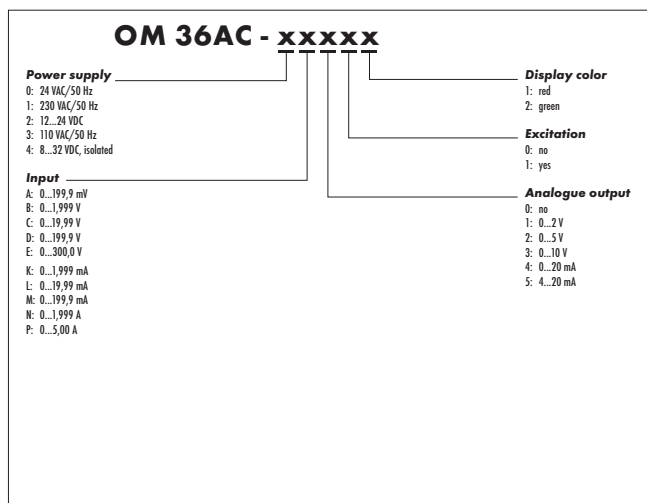 OM 36AC - xxxxx
Power supply
0: 24 VAC/50 Hz
1: 230 VAC/50 Hz
2: 12...24 VDC
3: 110 VAC/50 Hz
4: 8...32 VDC, isolated
Input
A: 0...199,9 mV
B: 0...1,999 V
C: 0...19,99 V
D: 0...199,9 V
E: 0...300,0 V
K: 0...1,999 mA
L: 0...19,99 mA
M: 0...199,9 mA
N: 0...1,999 A
P: 0...5,00 A
Display color
1: red
2: green
Excitation
0: no
1: yes
Analogue output
0: no
1: 0...2 V
2: 0...5 V
3: 0...10 V
4: 0...20 mA
5: 4...20 mA